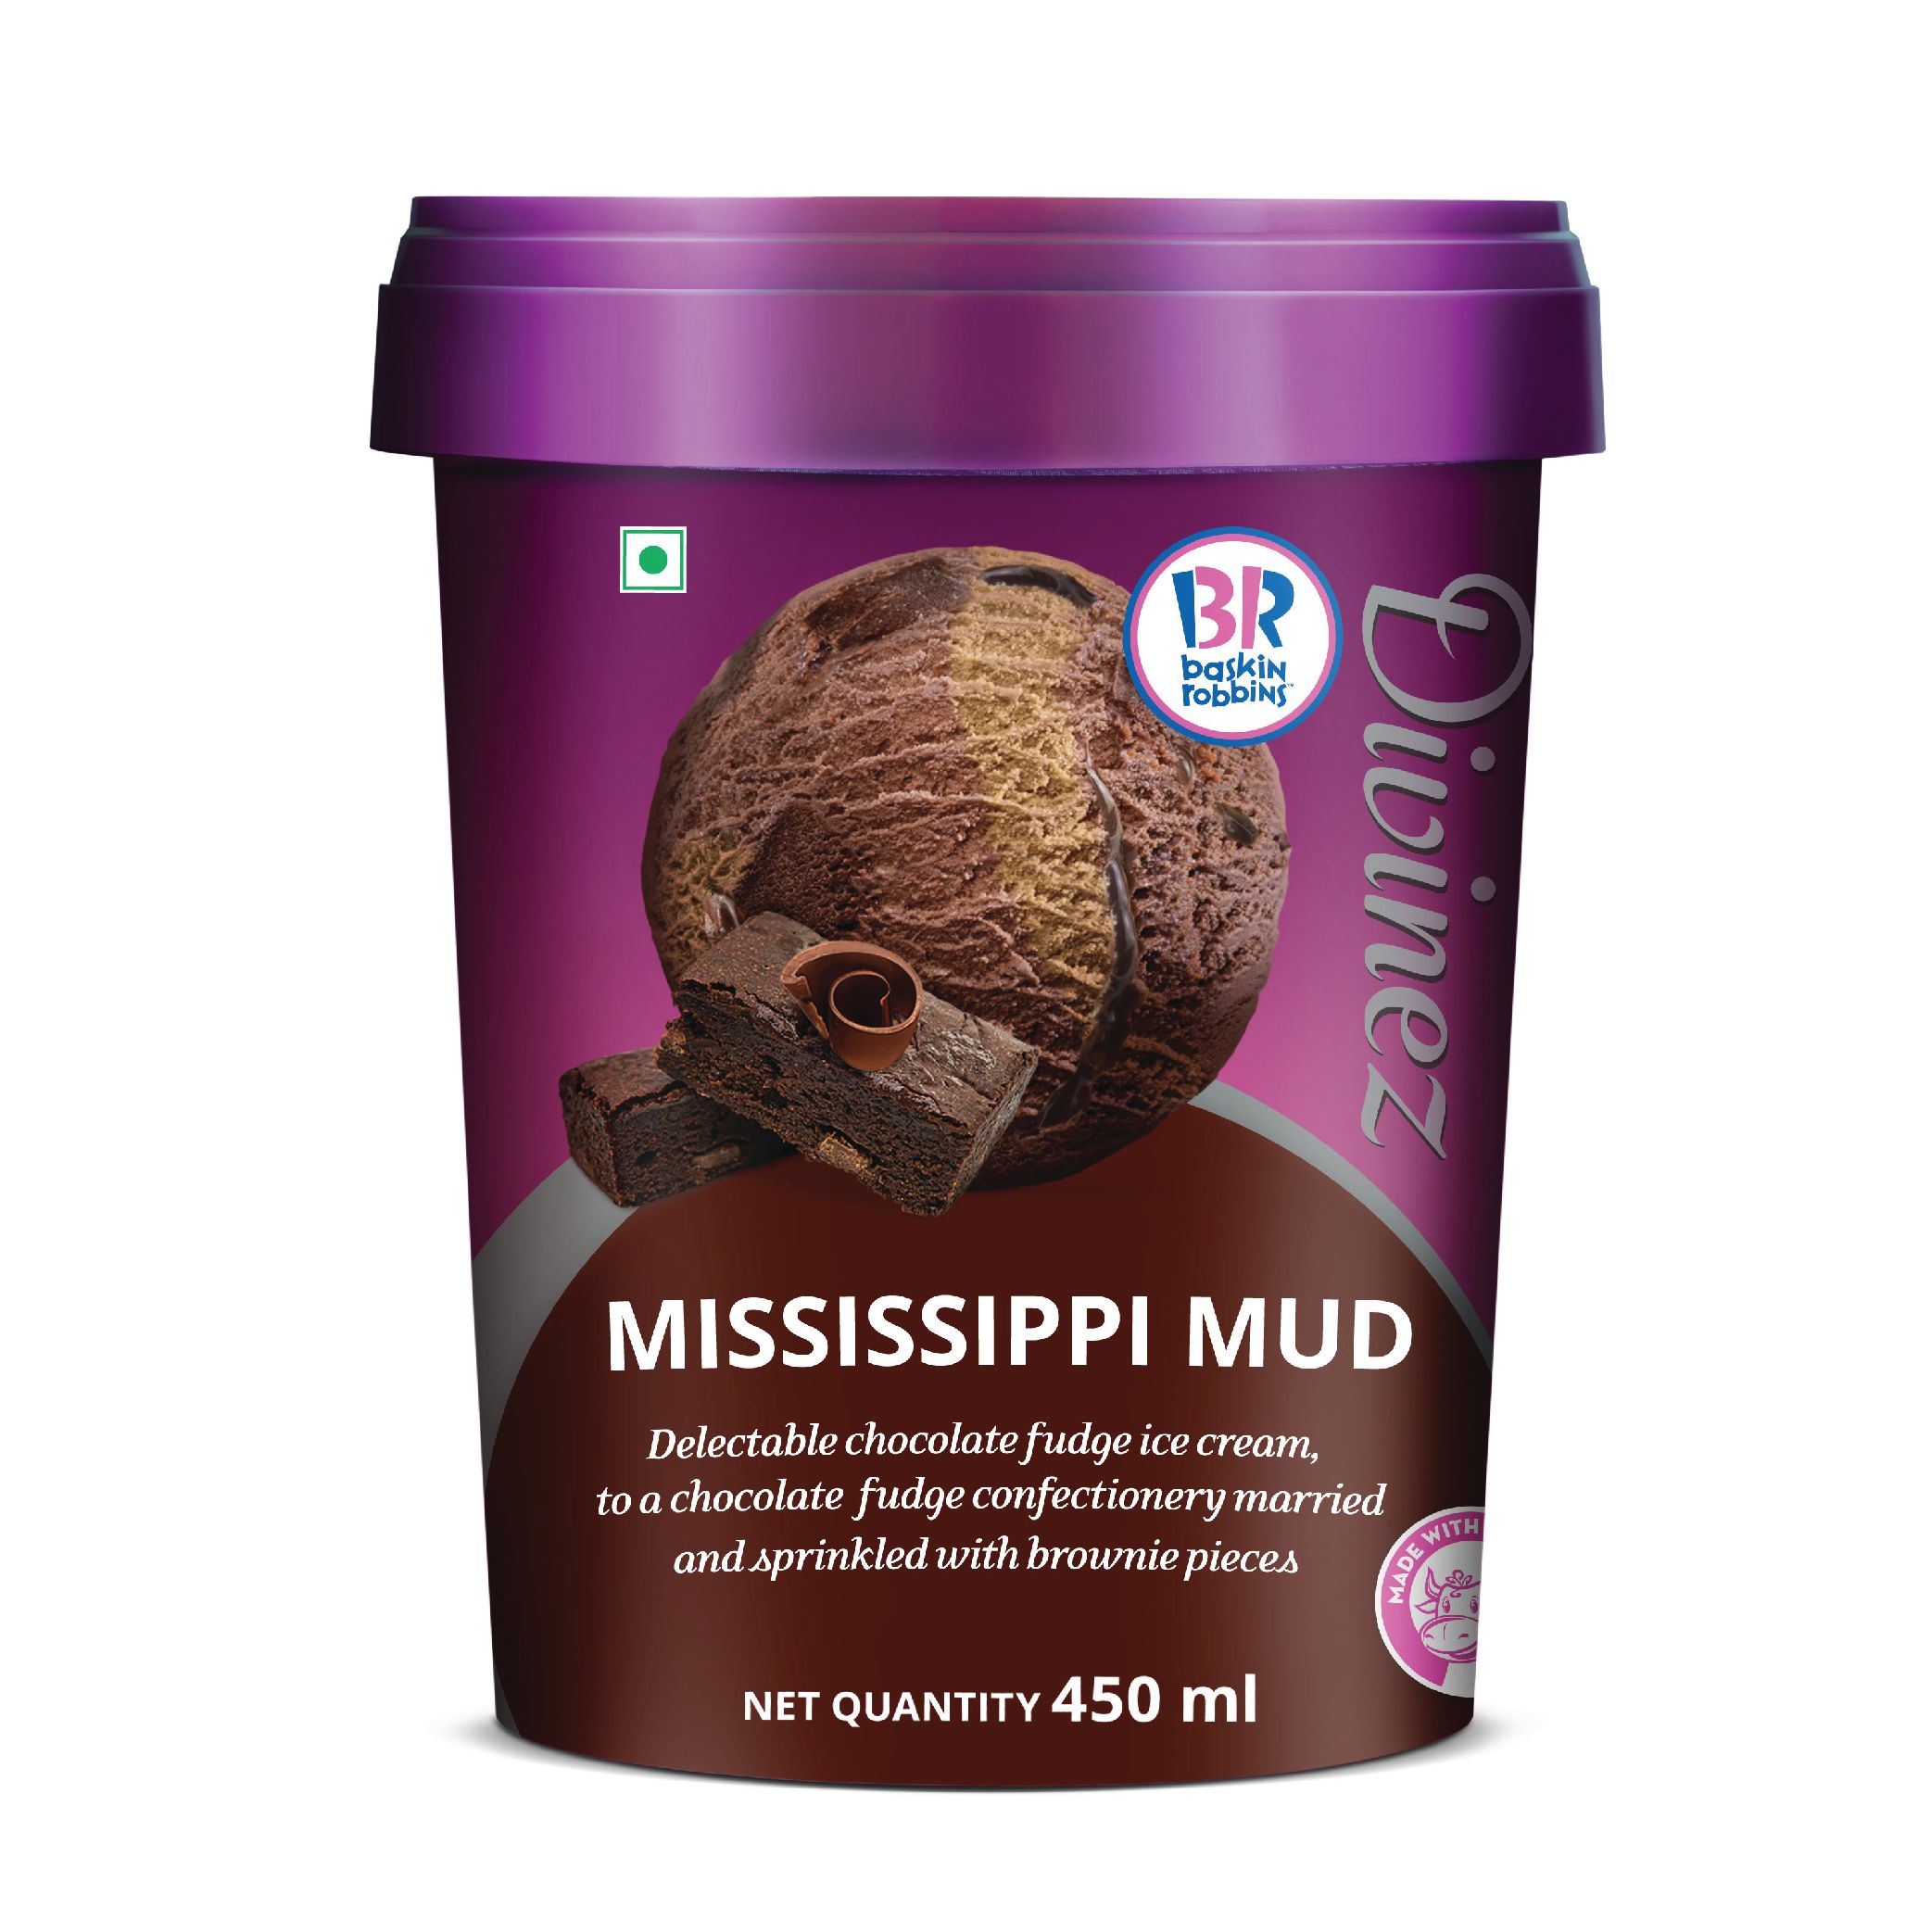 BR
baskin
robbins™
Divinez
MISSISSIPPI MUD
Delectable chocolate fudge ice cream,
to a chocolate fudge confectionery married
and sprinkled with brownie pieces
MADE WITH
NET QUANTITY 450 ml